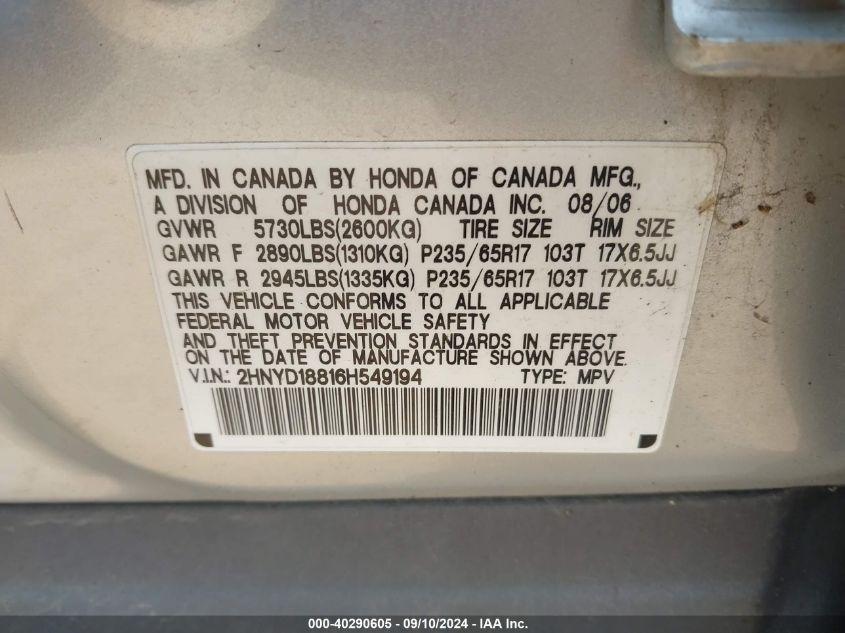 MFD. IN CANADA BY HONDA OF CANADA MFG.,
A DIVISION OF HONDA CANADA INC. 08/06
GVWR 5730LBS(2600KG) TIRE SIZE RIM SIZE
GAWR F 2890LBS(1310KG) P235/65R17 103T 17X6.5JJ
GAWR R 2945LBS(1335KG) P235/65R17 103T 17X6.5JJ
THIS VEHICLE CONFORMS TO ALL APPLICABLE
FEDERAL MOTOR VEHICLE SAFETY
AND THEFT PREVENTION STANDARDS IN EFFECT
ON THE DATE OF MANUFACTURE SHOWN ABOVE.
V.I.N.: 2HNYD18816H549194 TYPE: MPV
000-40290605 - 09/10/2024 - IAA Inc.